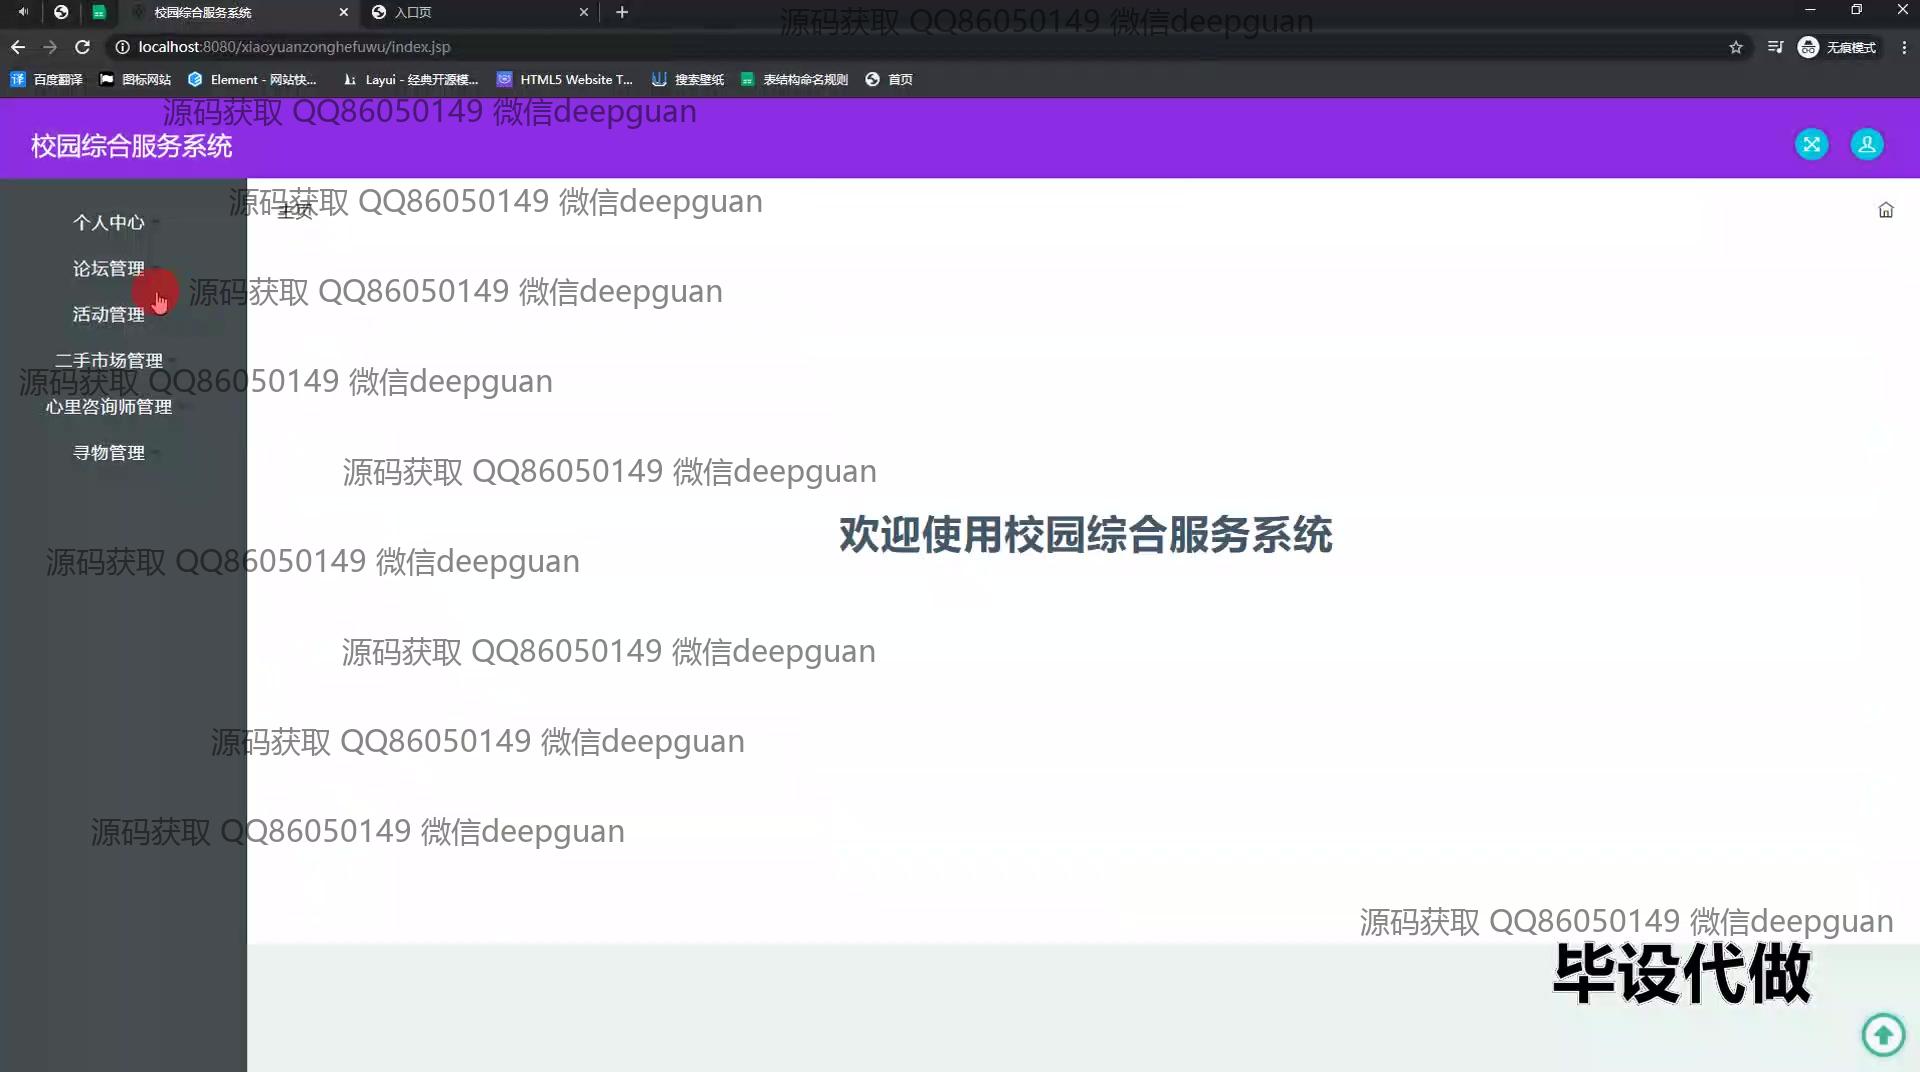 校园综合服务系统
入口页
源码获取 QQ86050149 微信deepguan
localhost:8080/xiaoyuanzonghefuwu/index.jsp
无痕模式
百度翻译
图标网站
Element - 网站快...
Layui - 经典开源模...
HTML5 Website T...
搜索壁纸
表结构命名规则
首页
源码获取 QQ86050149 微信deepguan
校园综合服务系统
源码获取 QQ86050149 微信deepguan
主页
个人中心
论坛管理
源码获取 QQ86050149 微信deepguan
活动管理
二手市场管理
源码获取 QQ86050149 微信deepguan
心里咨询师管理
寻物管理
源码获取 QQ86050149 微信deepguan
欢迎使用校园综合服务系统
源码获取 QQ86050149 微信deepguan
源码获取 QQ86050149 微信deepguan
源码获取 QQ86050149 微信deepguan
源码获取 QQ86050149 微信deepguan
源码获取 QQ86050149 微信deepguan
毕设代做